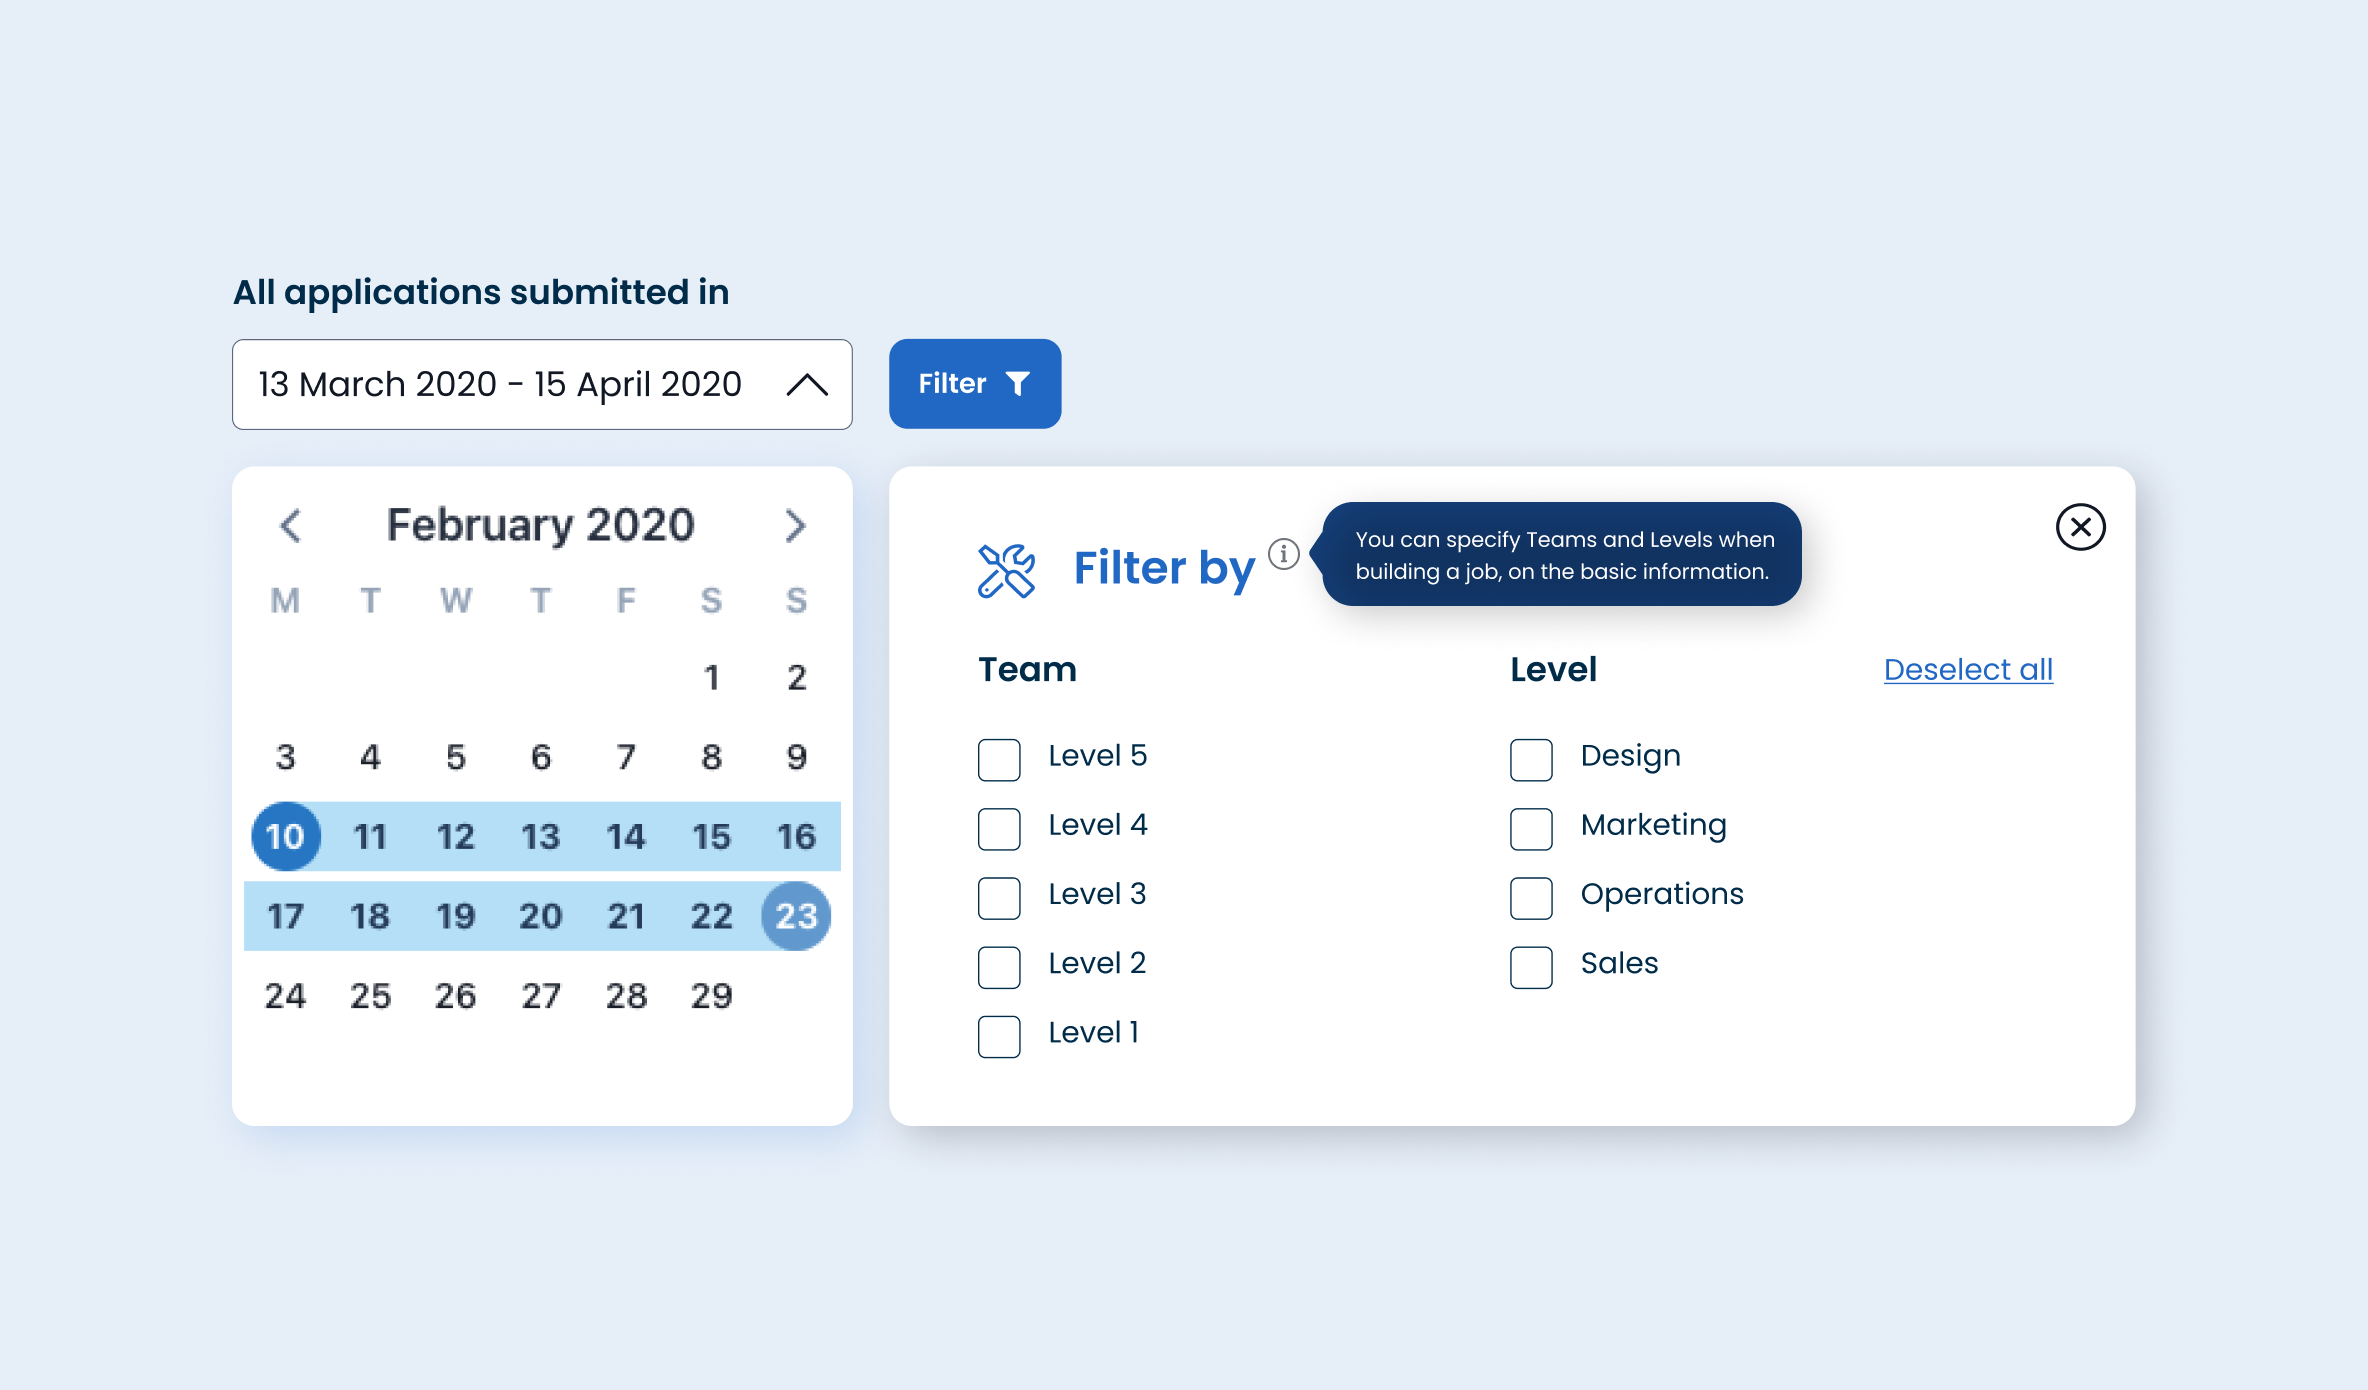 All applications submitted in
13 March 2020 - 15 April 2020
Filter
February 2020
M T W T F S S
1 2
3 4 5 6 7 8 9
10 11 12 13 14 15 16
17 18 19 20 21 22 23
24 25 26 27 28 29
Filter by
You can specify Teams and Levels when
building a job, on the basic information.
Team
Level 5
Level 4
Level 3
Level 2
Level 1
Level
Deselect all
Design
Marketing
Operations
Sales